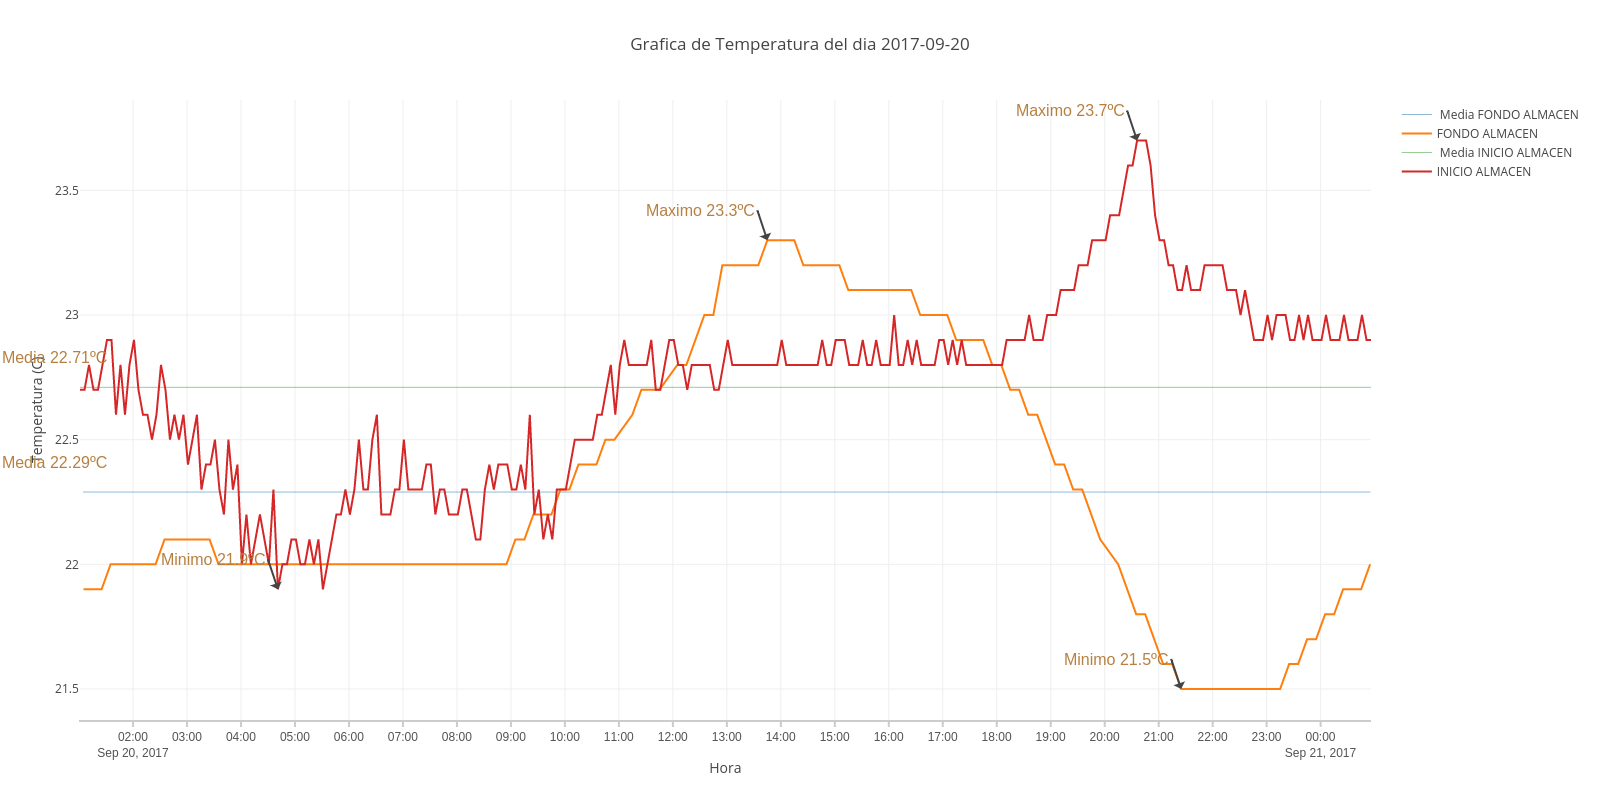 Grafica de Temperatura del dia 2017-09-20
Maximo 23.7ºC
Media FONDO ALMACEN
FONDO ALMACEN
Media INICIO ALMACEN
INICIO ALMACEN
23.5
Maximo 23.3ºC
23
Media 22.71ºC
Temperatura (C)
22.5
Media 22.29ºC
Minimo 21.9ºC
22
Minimo 21.5ºC
21.5
02:00 03:00 04:00 05:00 06:00 07:00 08:00 09:00 10:00 11:00 12:00 13:00 14:00 15:00 16:00 17:00 18:00 19:00 20:00 21:00 22:00 23:00 00:00
Sep 20, 2017 Sep 21, 2017
Hora